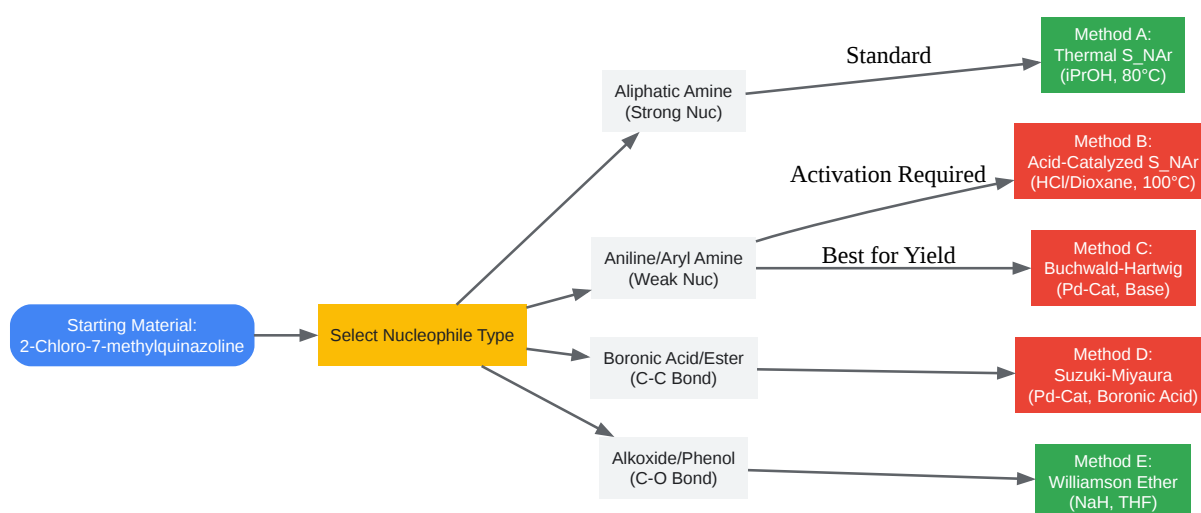 Starting Material:
2-Chloro-7-methylquinazoline
Select Nucleophile Type
Aliphatic Amine
(Strong Nuc)
Aniline/Aryl Amine
(Weak Nuc)
Boronic Acid/Ester
(C-C Bond)
Alkoxide/Phenol
(C-O Bond)
Standard
Activation Required
Best for Yield
Method A:
Thermal S_NAr
(iPrOH, 80°C)
Method B:
Acid-Catalyzed S_NAr
(HCl/Dioxane, 100°C)
Method C:
Buchwald-Hartwig
(Pd-Cat, Base)
Method D:
Suzuki-Miyaura
(Pd-Cat, Boronic Acid)
Method E:
Williamson Ether
(NaH, THF)